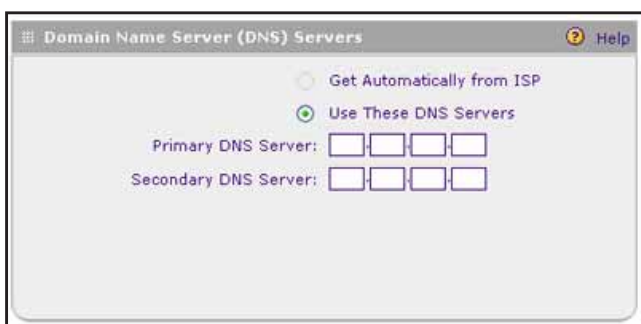 Domain Name Server (DNS) Servers ? Help
Get Automatically from ISP
Use These DNS Servers
Primary DNS Server: . . .
Secondary DNS Server: . . .